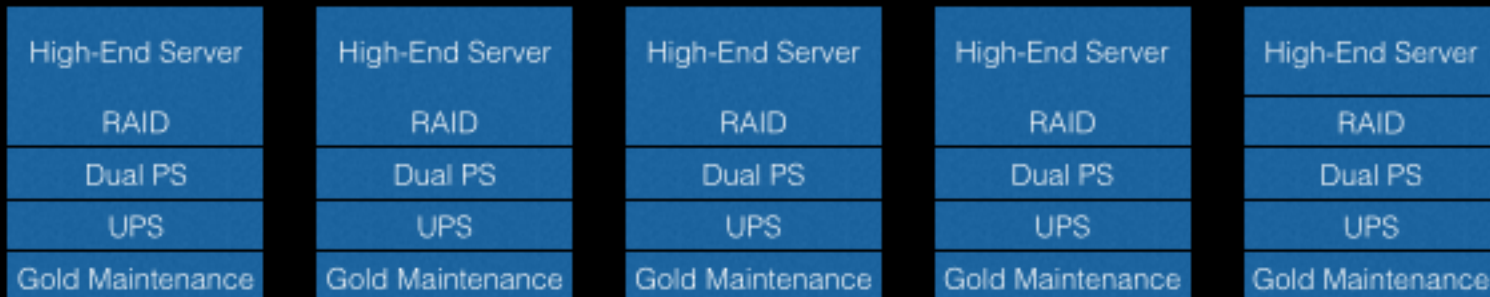 High-End Server High-End Server High-End Server High-End Server High-End Server
RAID RAID RAID RAID RAID
Dual PS Dual PS Dual PS Dual PS Dual PS
UPS UPS UPS UPS UPS
Gold Maintenance Gold Maintenance Gold Maintenance Gold Maintenance Gold Maintenance